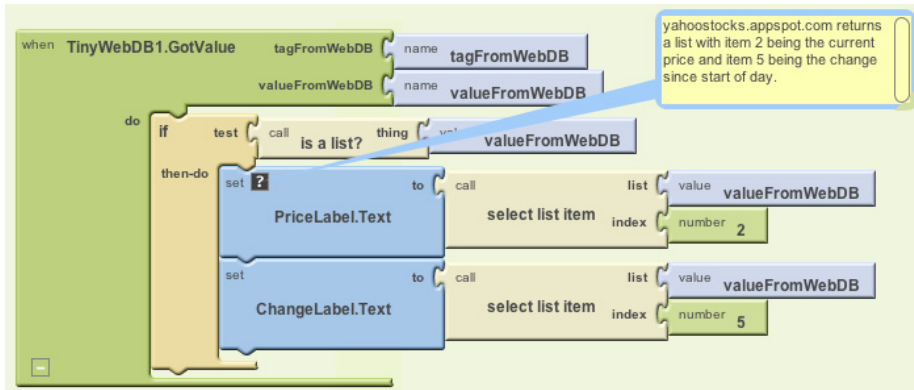 yahoostocks.appspot.com returns
a list with item 2 being the current
price and item 5 being the change
since start of day.
when TinyWebDB1.GotValue tagFromWebDB name tagFromWebDB
valueFromWebDB name valueFromWebDB
do if test call is a list? thing value valueFromWebDB
then-do set ? PriceLabel.Text to call select list item list value valueFromWebDB
index number 2
set ChangeLabel.Text to call select list item list value valueFromWebDB
index number 5